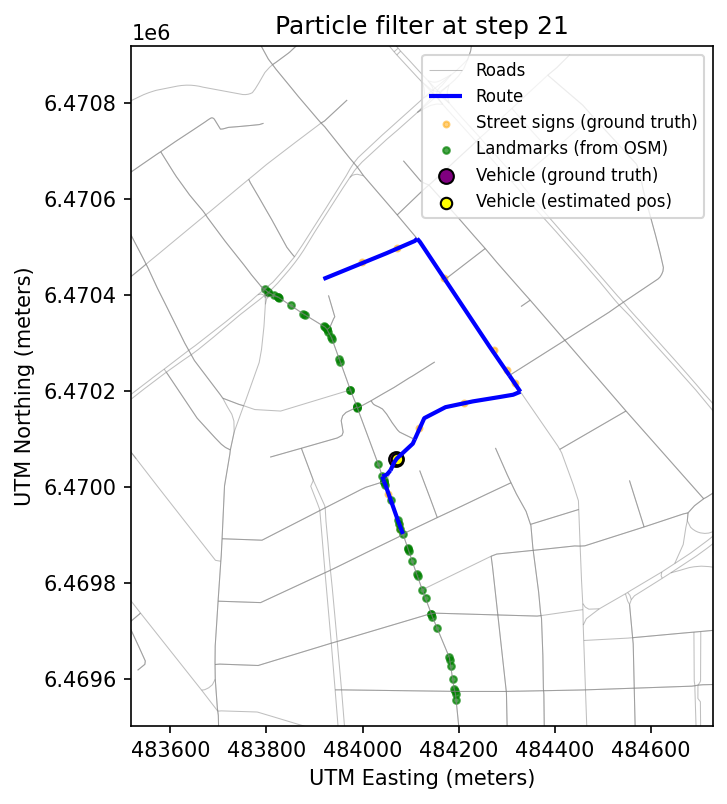 Particle filter at step 21
1e6
Roads
Route
Street signs (ground truth)
Landmarks (from OSM)
Vehicle (ground truth)
Vehicle (estimated pos)
6.4708
6.4706
6.4704
6.4702
6.4700
6.4698
6.4696
UTM Northing (meters)
483600 483800 484000 484200 484400 484600
UTM Easting (meters)